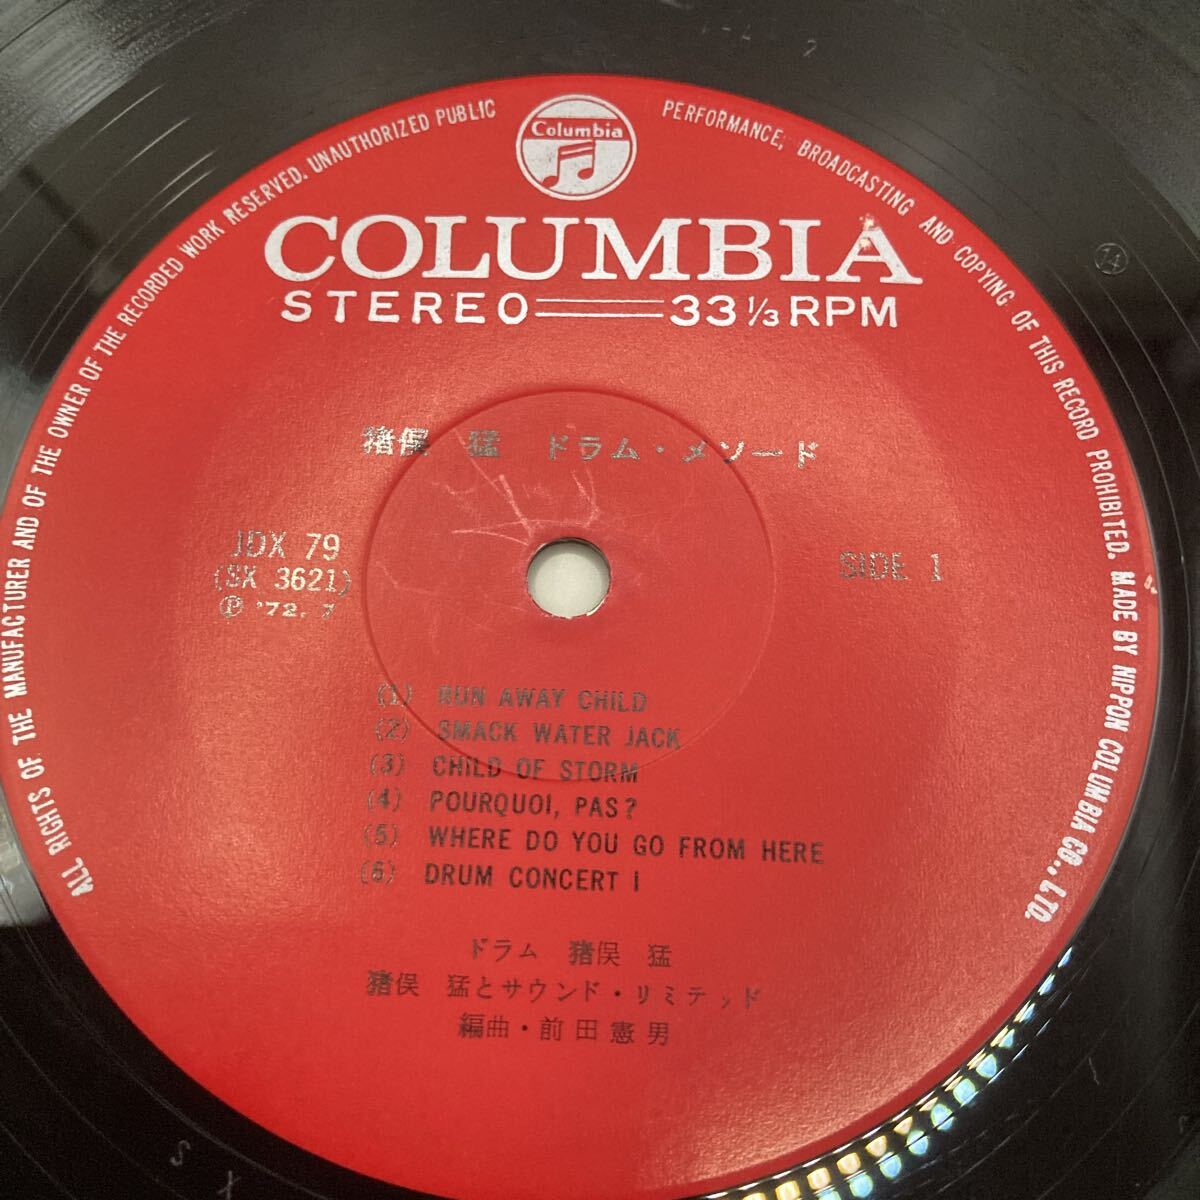 Columbia
ALL RIGHTS OF THE MANUFACTURER AND OF THE OWNER OF THE RECORDED WORK RESERVED. UNAUTHORIZED PUBLIC PERFORMANCE; BROADCASTING AND COPYING OF THIS RECORD PROHIBITED. MADE BY NIPPON COLUMBIA CO., LTD.
COLUMBIA
STEREO 33 1/3 RPM
猪俣 猛 ドラム・メソード
JDX 79
(SX 3621)
Ⓟ '72. 7
SIDE 1
(1) RUN AWAY CHILD
(2) SMACK WATER JACK
(3) CHILD OF STORM
(4) POURQUOI, PAS?
(5) WHERE DO YOU GO FROM HERE
(6) DRUM CONCERT I
ドラム 猪俣 猛
猪俣 猛とサウンド・リミテッド
編曲・前田憲男
14
S X